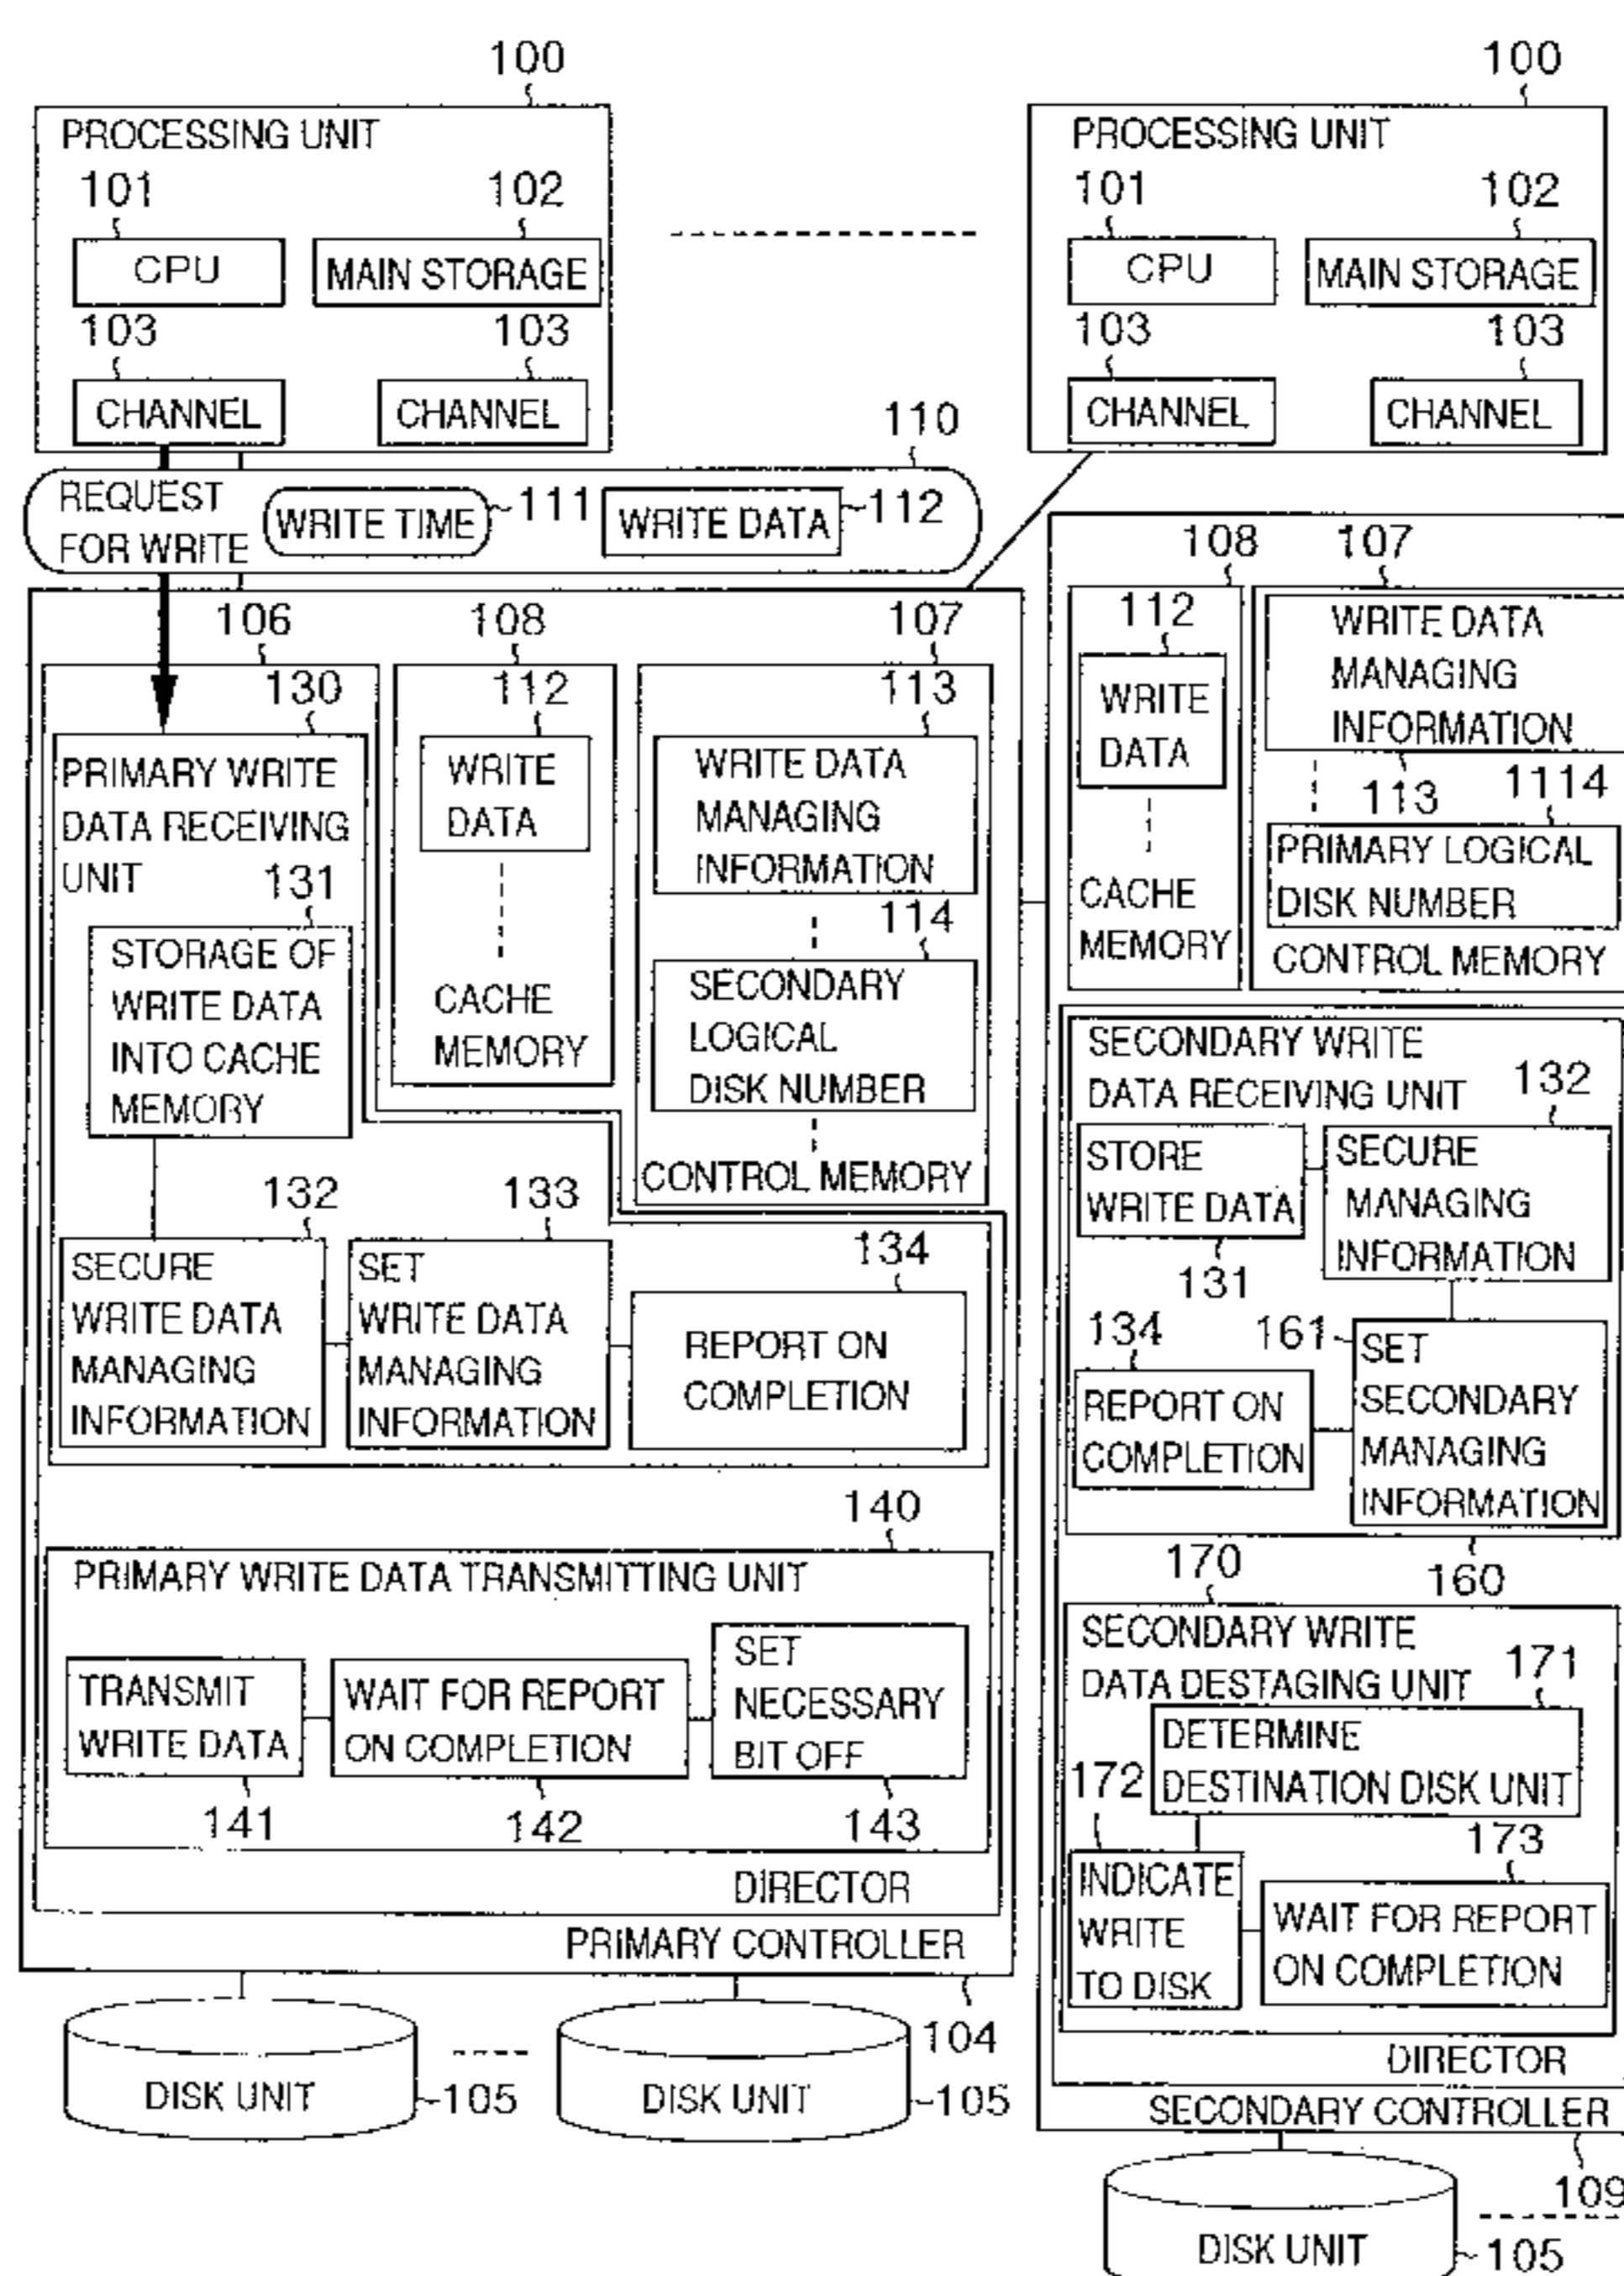 100
PROCESSING UNIT
101
102
CPU
MAIN STORAGE
103
103
CHANNEL
CHANNEL
100
PROCESSING UNIT
101
102
CPU
MAIN STORAGE
103
103
CHANNEL
CHANNEL
110
REQUEST
FOR WRITE
WRITE TIME
111
WRITE DATA
112
106
108
107
130
PRIMARY WRITE
DATA RECEIVING
UNIT
131
STORAGE OF
WRITE DATA
INTO CACHE
MEMORY
112
WRITE
DATA
CACHE
MEMORY
113
WRITE DATA
MANAGING
INFORMATION
114
SECONDARY
LOGICAL
DISK NUMBER
CONTROL MEMORY
132
SECURE
WRITE DATA
MANAGING
INFORMATION
133
SET
WRITE DATA
MANAGING
INFORMATION
134
REPORT ON
COMPLETION
140
PRIMARY WRITE DATA TRANSMITTING UNIT
TRANSMIT
WRITE DATA
141
WAIT FOR REPORT
ON COMPLETION
142
SET
NECESSARY
BIT OFF
143
DIRECTOR
PRIMARY CONTROLLER
104
DISK UNIT
105
DISK UNIT
105
108
107
112
WRITE
DATA
CACHE
MEMORY
WRITE DATA
MANAGING
INFORMATION
113
1114
PRIMARY LOGICAL
DISK NUMBER
CONTROL MEMORY
SECONDARY WRITE
DATA RECEIVING UNIT
132
STORE
WRITE DATA
131
SECURE
MANAGING
INFORMATION
134
REPORT ON
COMPLETION
161
SET
SECONDARY
MANAGING
INFORMATION
160
170
SECONDARY WRITE
DATA DESTAGING UNIT
171
DETERMINE
DESTINATION DISK UNIT
172
INDICATE
WRITE
TO DISK
173
WAIT FOR REPORT
ON COMPLETION
DIRECTOR
SECONDARY CONTROLLER
109
DISK UNIT
105